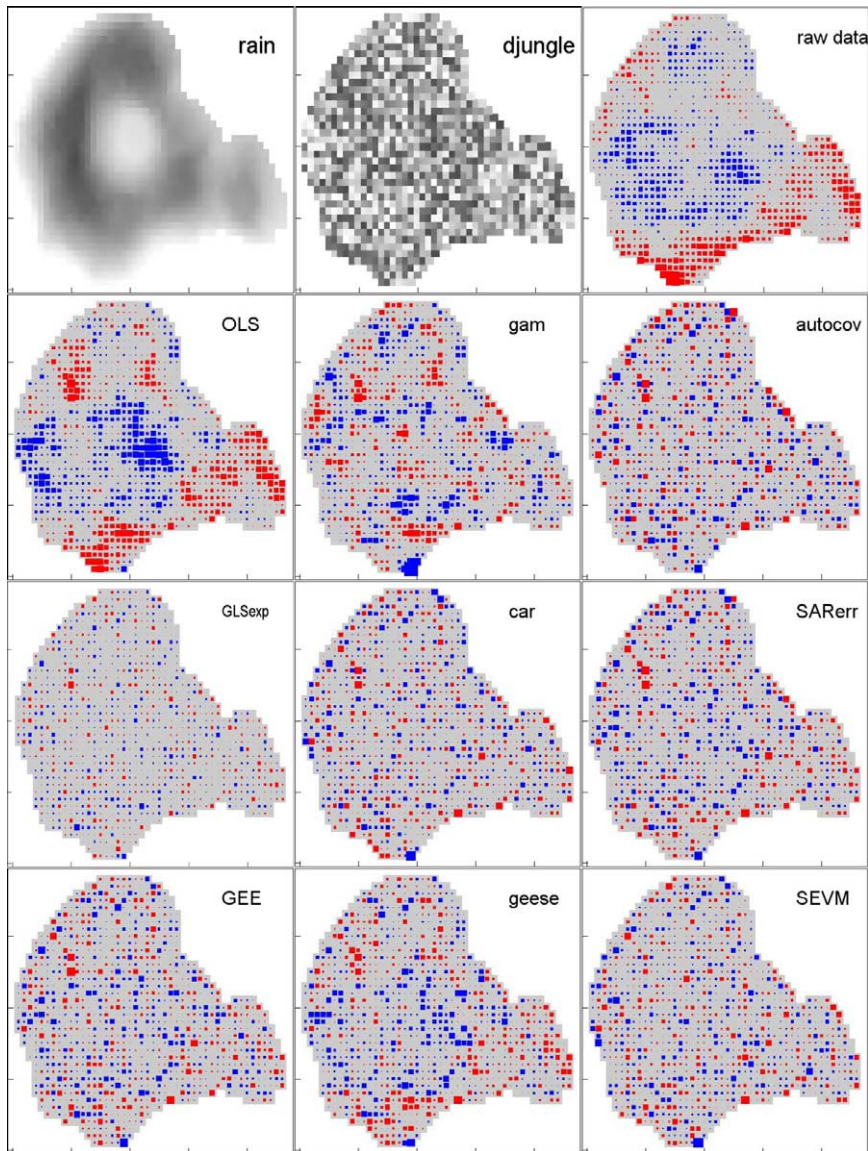 rain
djungle
raw data
OLS
gam
autocov
GLSexp
car
SARerr
GEE
geese
SEVM